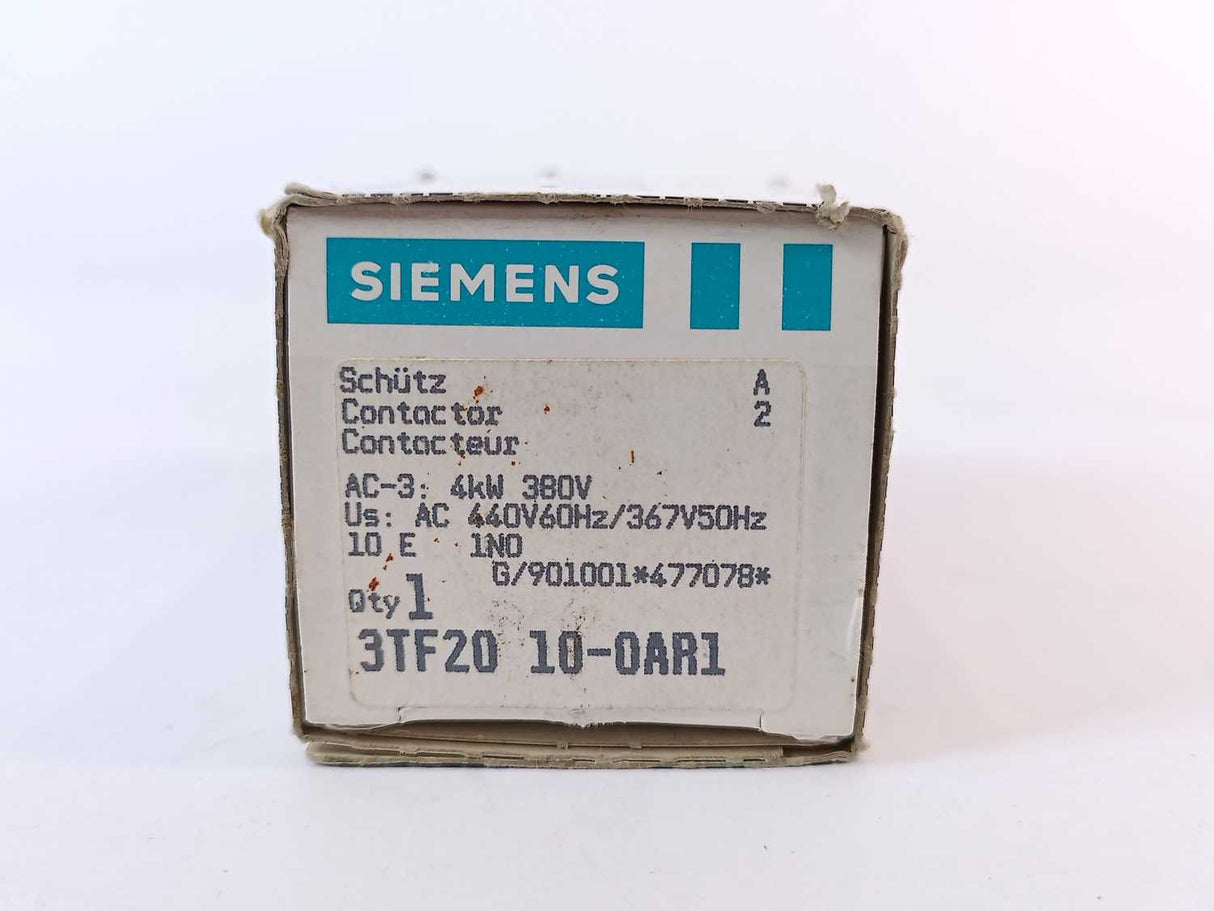 SIEMENS
Schütz A
Contactor 2
Contacteur
AC-3: 4kW 380V
Us: AC 440V60Hz/367V50Hz
10 E 1NO
G/901001*477078*
Qty 1
3TF20 10-0AR1